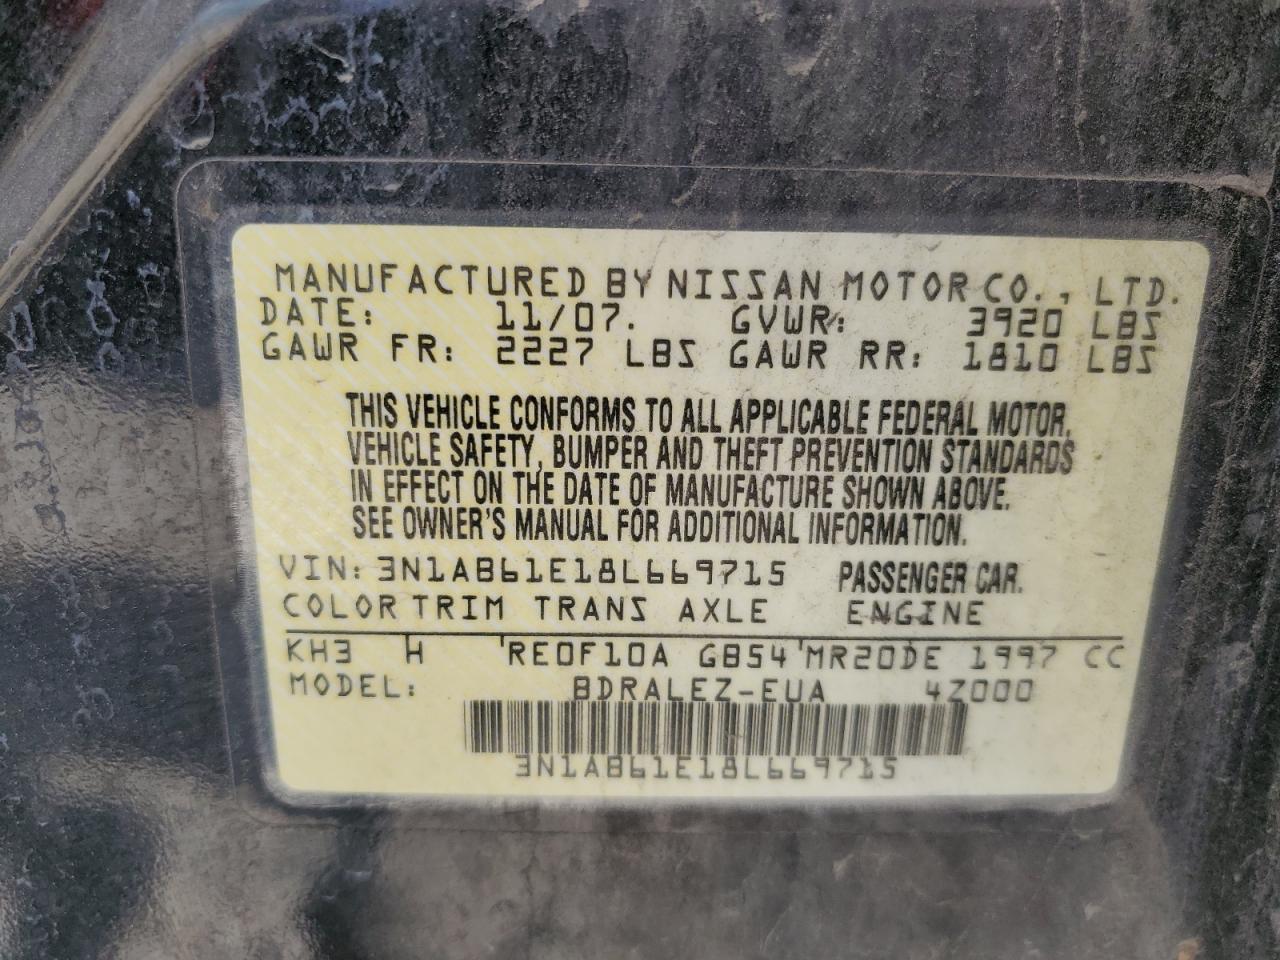 MANUFACTURED BY NISSAN MOTOR CO., LTD.
DATE: 11/07. GVWR: 3920 LBS
GAWR FR: 2227 LBS GAWR RR: 1810 LBS
THIS VEHICLE CONFORMS TO ALL APPLICABLE FEDERAL MOTOR
VEHICLE SAFETY, BUMPER AND THEFT PREVENTION STANDARDS
IN EFFECT ON THE DATE OF MANUFACTURE SHOWN ABOVE.
SEE OWNER'S MANUAL FOR ADDITIONAL INFORMATION.
VIN: 3N1AB61E18L669715 PASSENGER CAR.
COLOR TRIM TRANS AXLE ENGINE
KH3 H RE0F10A GB54 MR20DE 1997 CC
MODEL: BDRALEZ-EUA 4Z000
3N1AB61E18L669715